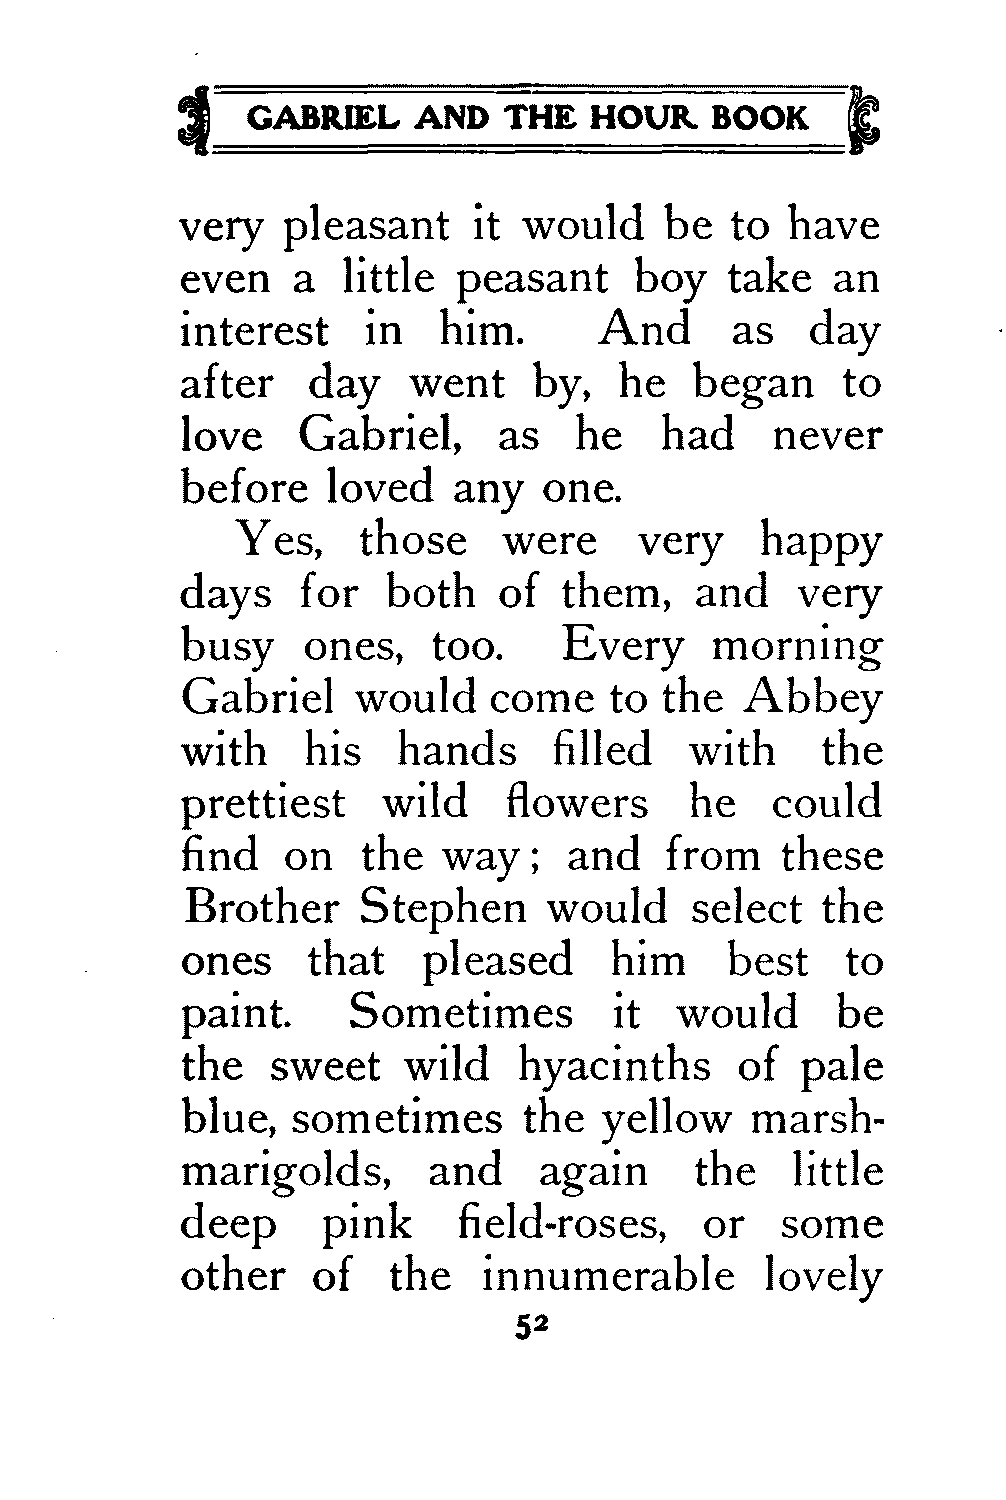 GABRIEL AND THE HOUR BOOK
very pleasant it would be to have
even a little peasant boy take an
interest in him. And as day
after day went by, he began to
love Gabriel, as he had never
before loved any one.
Yes, those were very happy
days for both of them, and very
busy ones, too. Every morning
Gabriel would come to the Abbey
with his hands filled with the
prettiest wild flowers he could
find on the way; and from these
Brother Stephen would select the
ones that pleased him best to
paint. Sometimes it would be
the sweet wild hyacinths of pale
blue, sometimes the yellow marsh-
marigolds, and again the little
deep pink field-roses, or some
other of the innumerable lovely
52